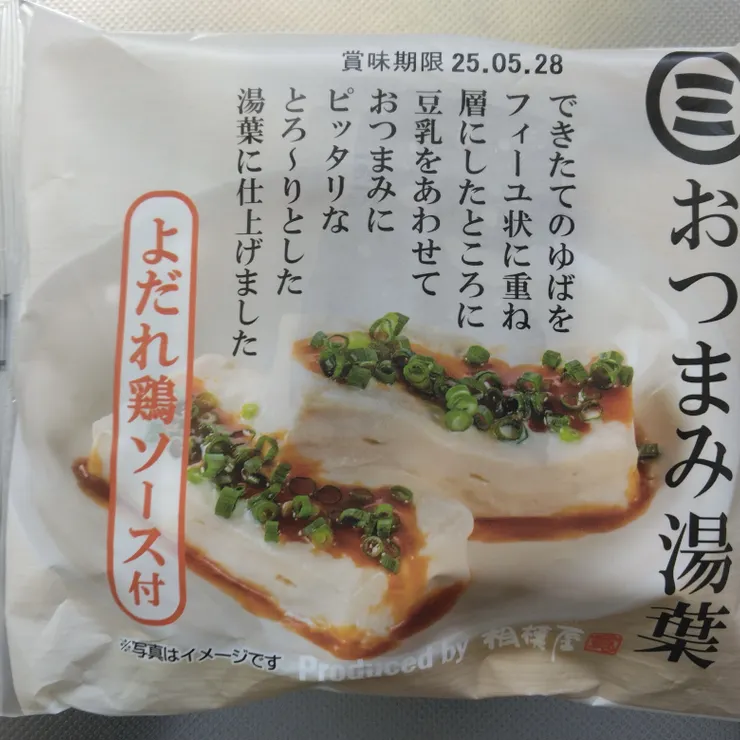 賞味期限 25.05.28
おつまみ湯葉
できたてのゆばを
フィーユ状に重ね
層にしたところに
豆乳をあわせて
おつまみに
ピッタリな
とろ～りとした
湯葉に仕上げました
よだれ鶏ソース付
※写真はイメージです
Produced by 相模屋